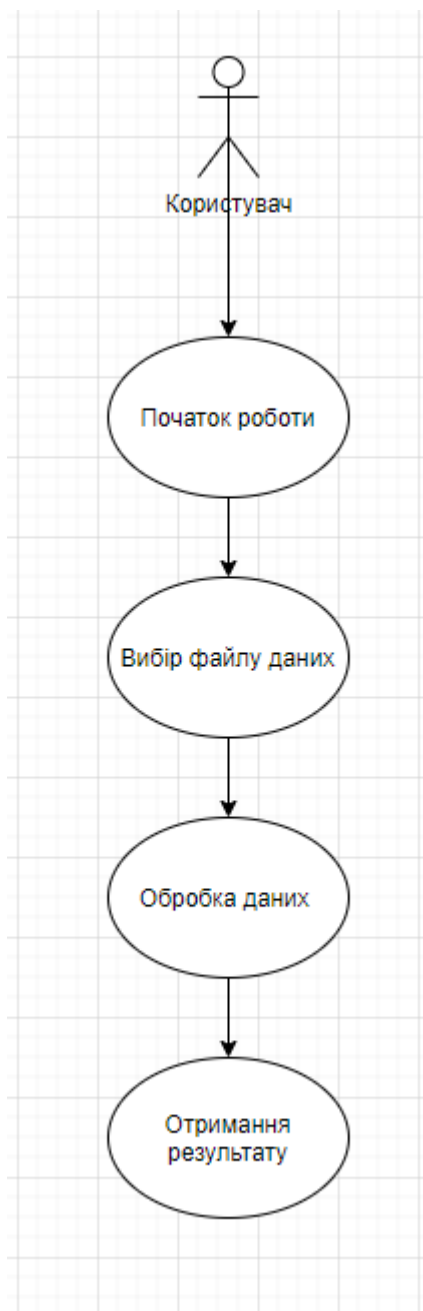 Користувач
Початок роботи
Вибір файлу даних
Обробка даних
Отримання
результату